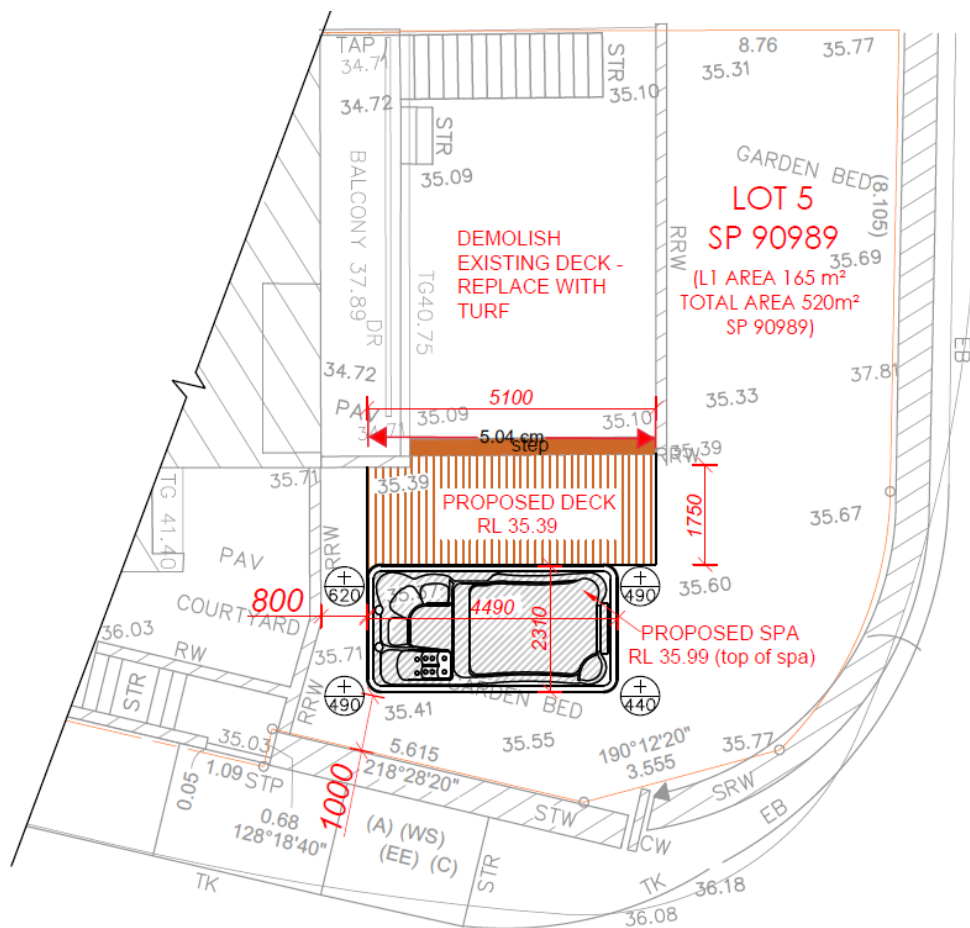 TAP
34.71
34.72
STR
35.10
STR
35.09
8.76
35.77
35.31
GARDEN BED
(8.105)
LOT 5
SP 90989
35.69
(L1 AREA 165 m²
TOTAL AREA 520m²
SP 90989)
BALCONY 37.89
DR
TG40.75
DEMOLISH
EXISTING DECK -
REPLACE WITH
TURF
RRW
EB
34.72
PAV
34.71
5100
35.09
35.10
35.33
37.81
5.04 cm
step
35.39
RRW
35.71
35.39
TG 41.40
PROPOSED DECK
RL 35.39
1750
35.67
PAV
RRW
COURTYARD
800
620
4490
2310
490
35.60
PROPOSED SPA
RL 35.99 (top of spa)
36.03
RW
35.71
STR
RRW
490
440
35.41
GARDEN BED
35.03
5.615
35.55
190°12'20"
35.77
3.555
1.09
STP
218°28'20"
0.05
1000
STW
SRW
0.68
128°18'40"
(A) (WS)
(EE) (C)
CW
EB
TK
STR
TK
36.18
36.08